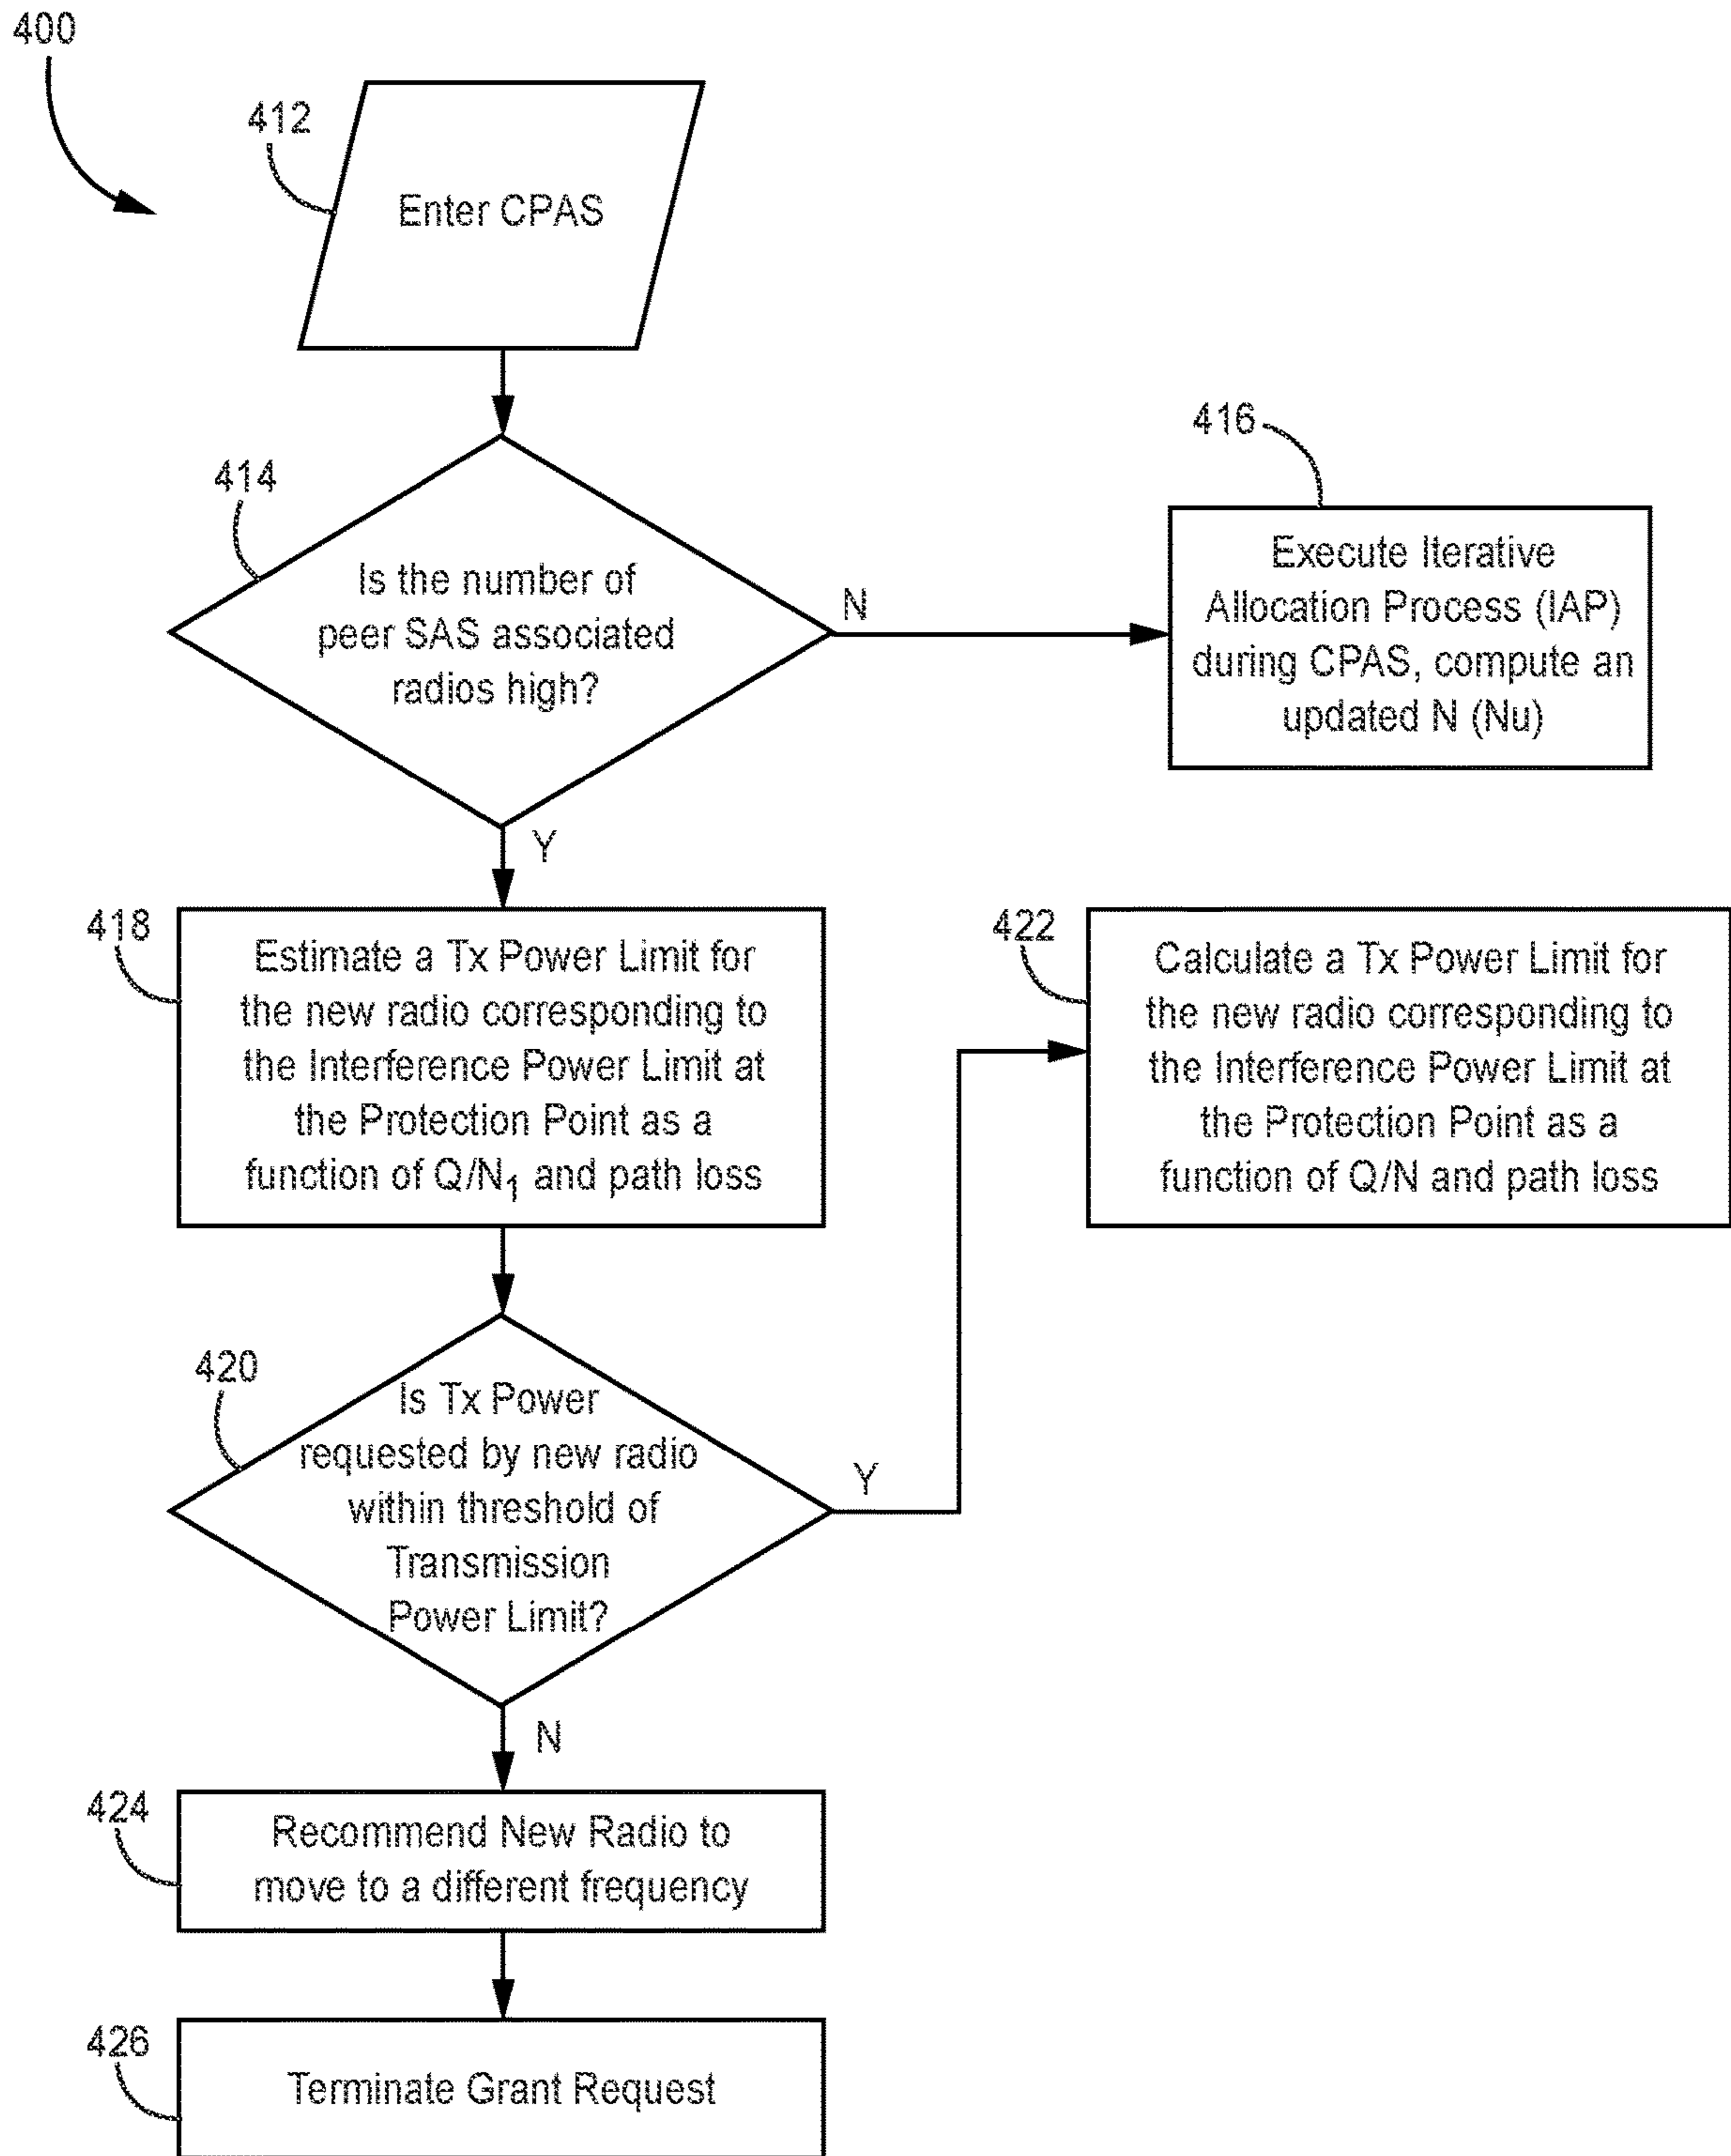 400
412
Enter CPAS
414
Is the number of
peer SAS associated
radios high?
N
416
Execute Iterative
Allocation Process (IAP)
during CPAS, compute an
updated N (Nu)
Y
418
Estimate a Tx Power Limit for
the new radio corresponding to
the Interference Power Limit at
the Protection Point as a
function of Q/N₁ and path loss
422
Calculate a Tx Power Limit for
the new radio corresponding to
the Interference Power Limit at
the Protection Point as a
function of Q/N and path loss
420
Is Tx Power
requested by new radio
within threshold of
Transmission
Power Limit?
Y
N
424
Recommend New Radio to
move to a different frequency
426
Terminate Grant Request